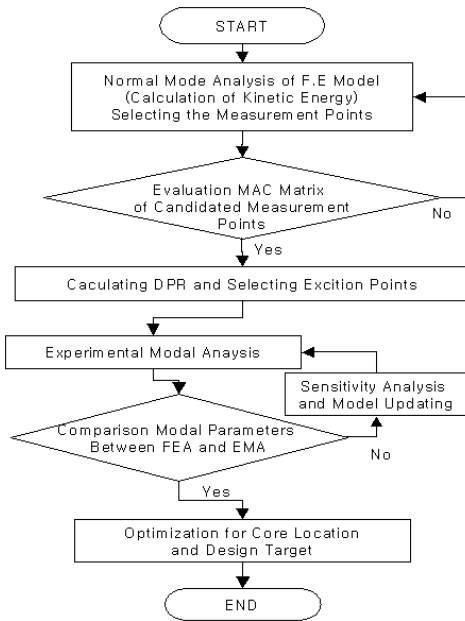 START
Normal Mode Analysis of F.E Model
(Calculation of Kinetic Energy)
Selecting the Measurement Points
Evaluation MAC Matrix
of Candidated Measurement
Points
No
Yes
Caculating DPR and Selecting Excition Points
Experimental Modal Anaysis
Sensitivity Analysis
and Model Updating
Comparison Modal Parameters
Between FEA and EMA
No
Yes
Optimization for Core Location
and Design Target
END